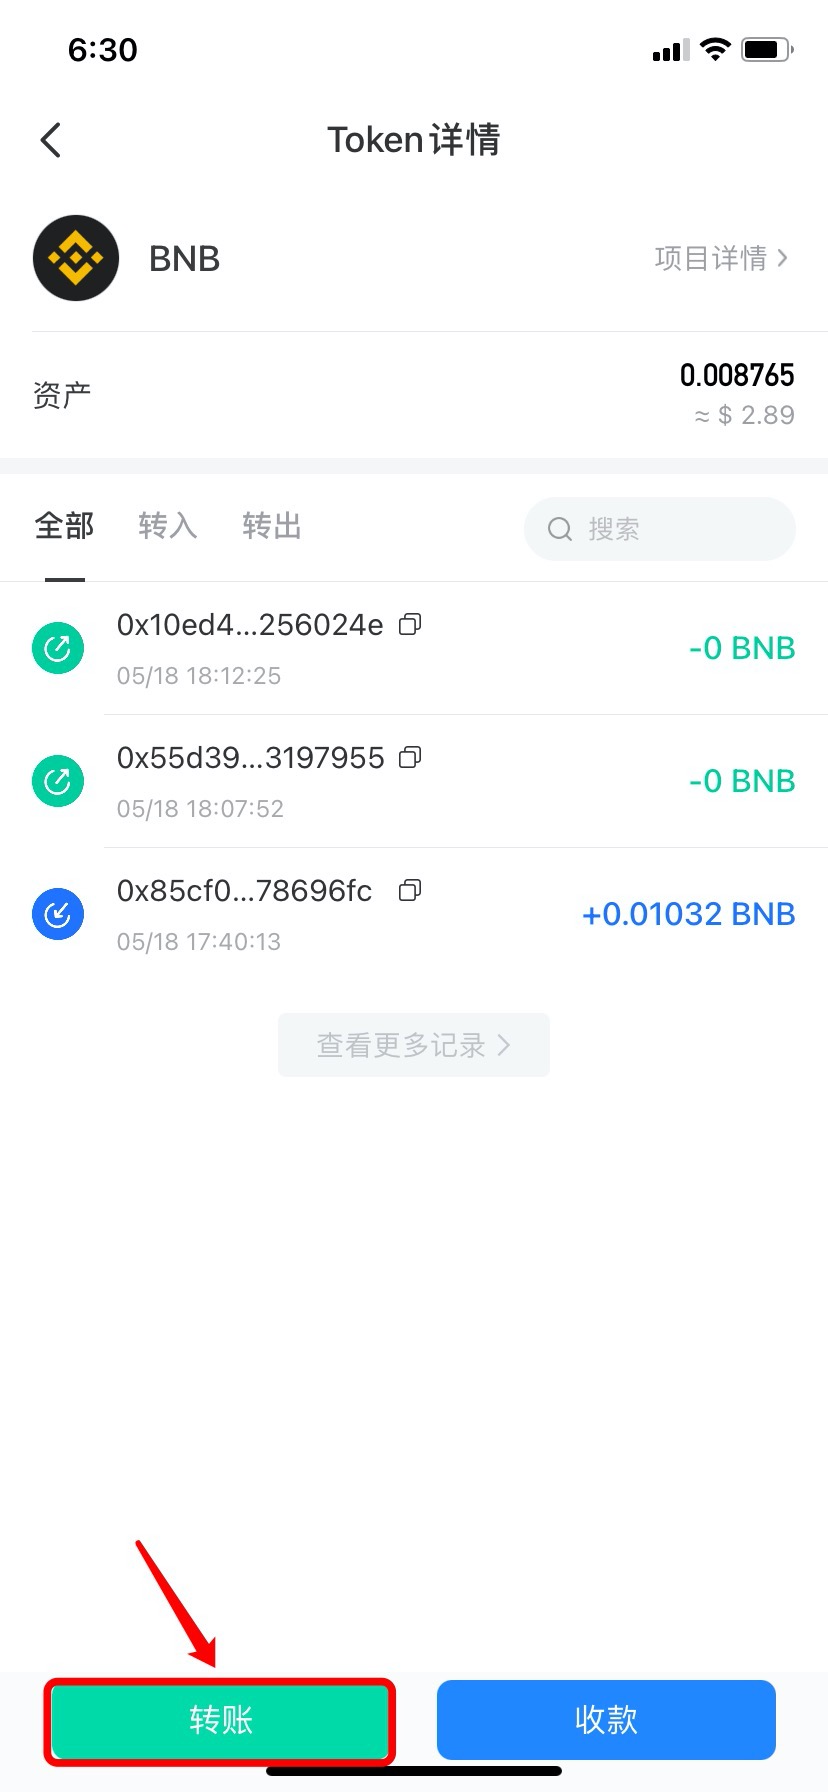 6:30
Token详情
BNB
项目详情
资产
0.008765
≈ $ 2.89
全部 转入 转出 搜索
0x10ed4...256024e
-0 BNB
05/18 18:12:25
0x55d39...3197955
-0 BNB
05/18 18:07:52
0x85cf0...78696fc
+0.01032 BNB
05/18 17:40:13
查看更多记录
转账 收款